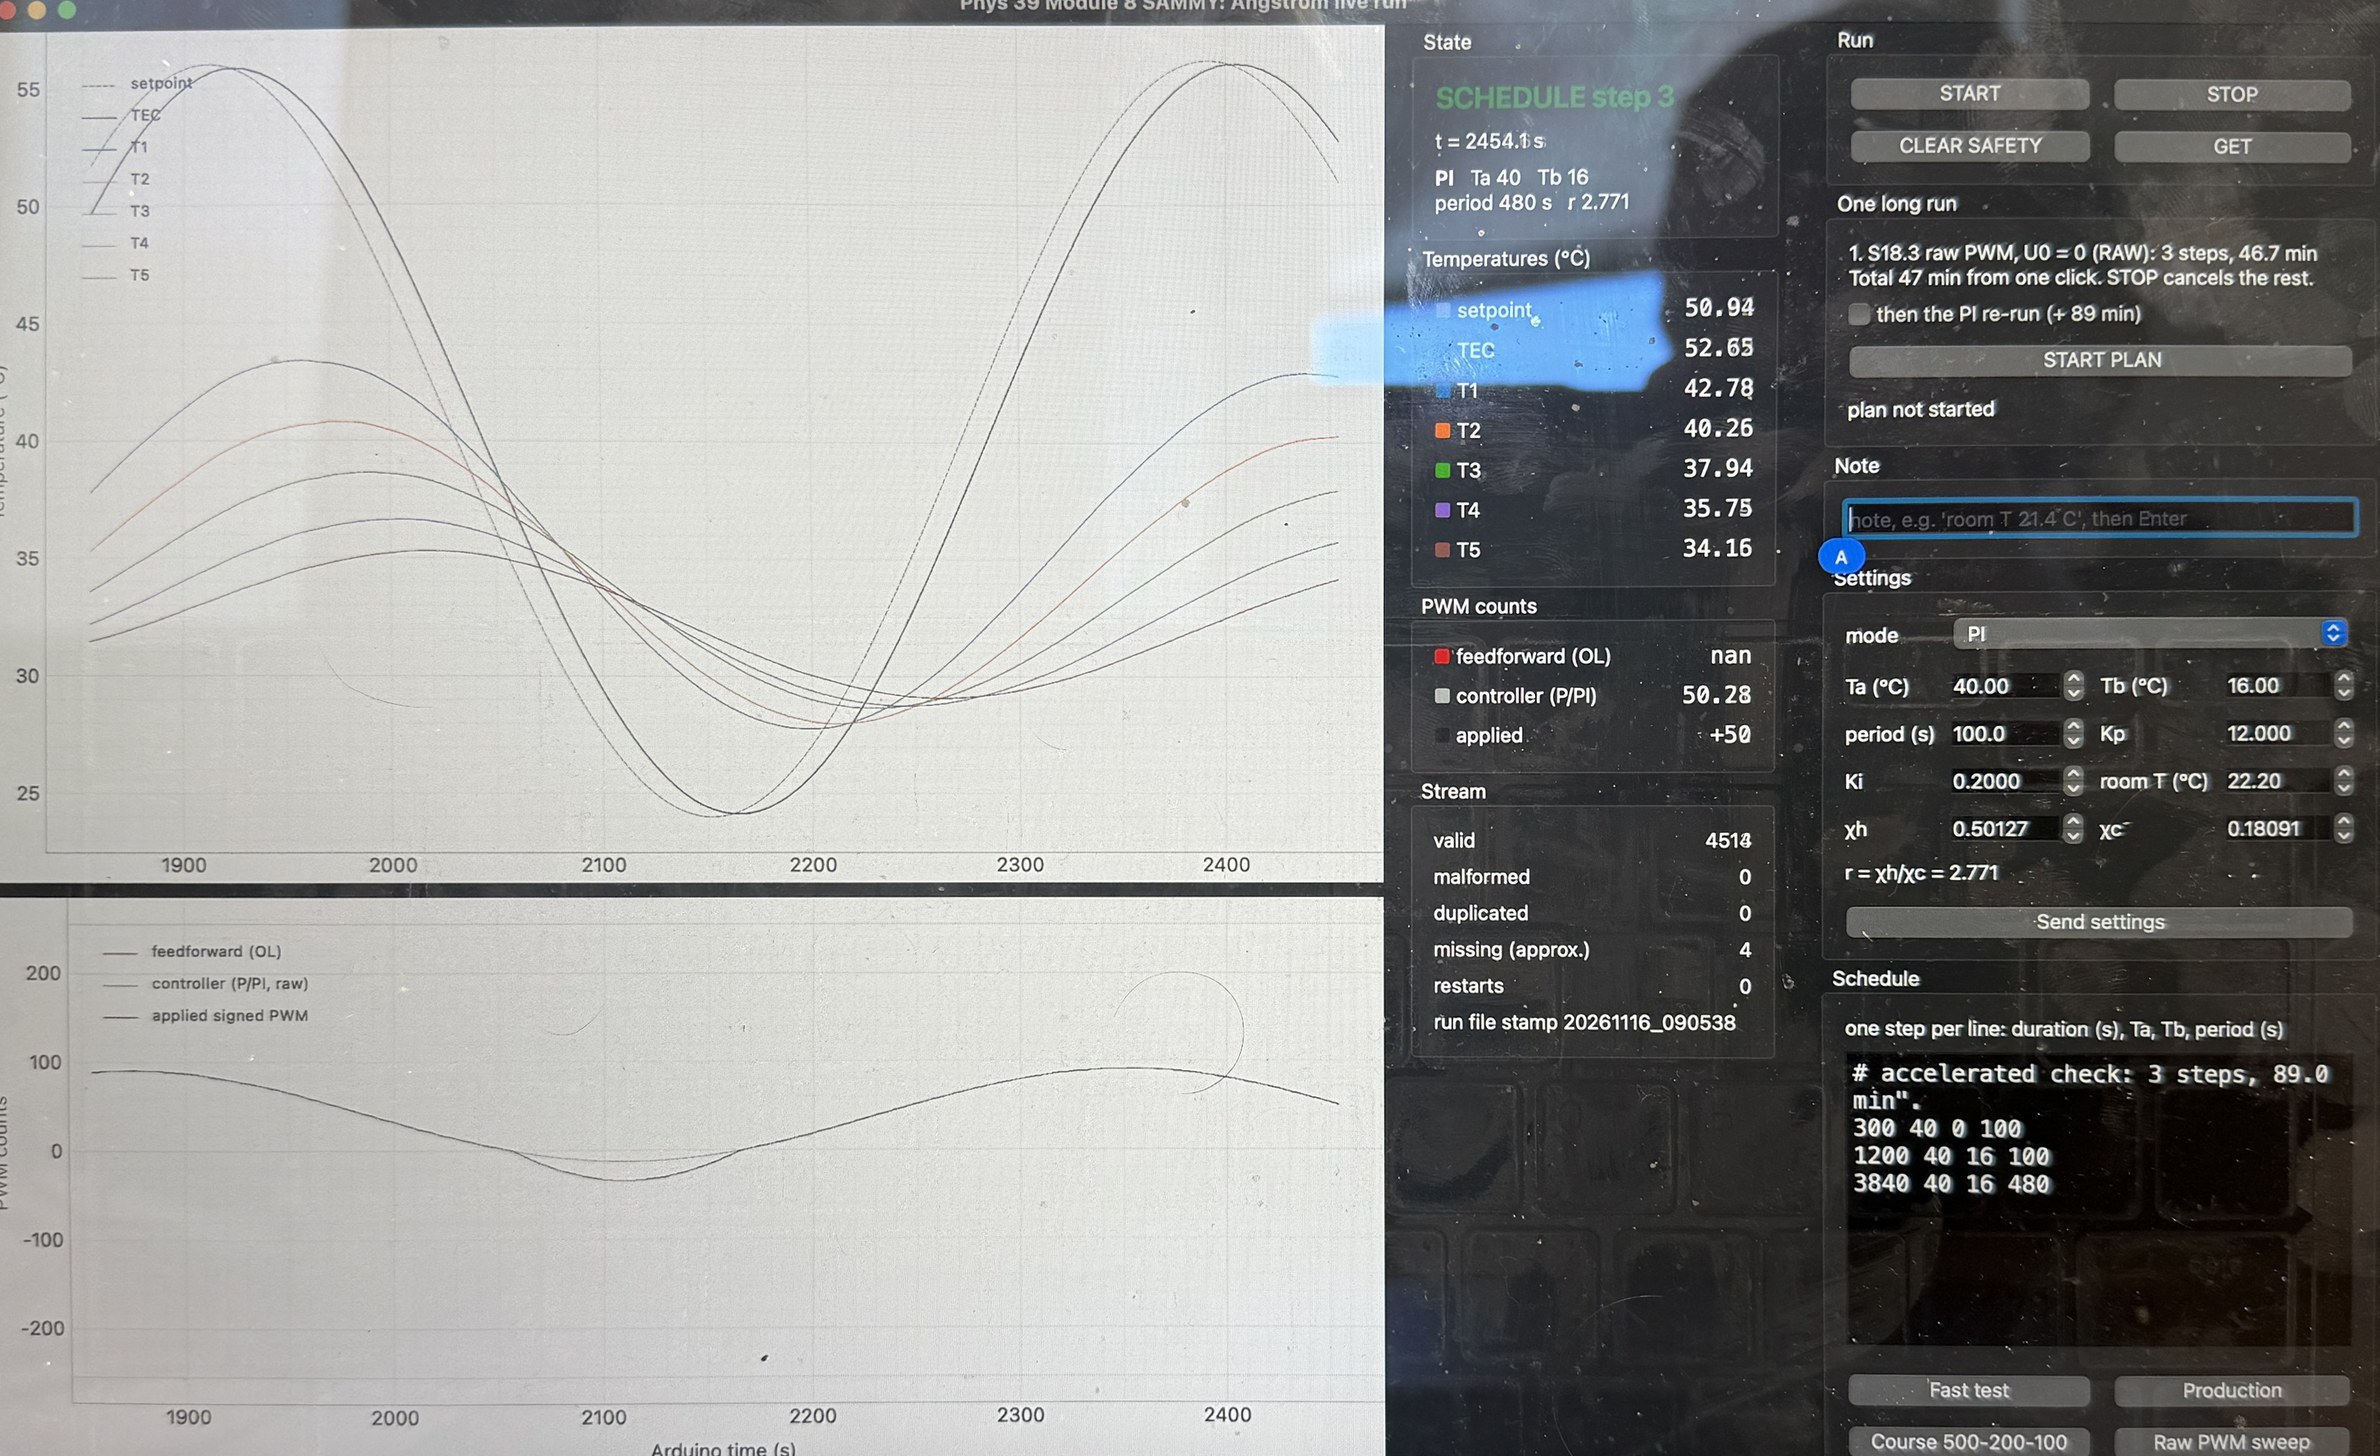 Phys 39 Module 8 SAMMY: Angstrom live run
setpoint
TEC
T1
T2
T3
T4
T5
55
50
45
40
35
30
25
1900 2000 2100 2200 2300 2400
feedforward (OL)
controller (P/PI, raw)
applied signed PWM
200
100
0
-100
-200
PWM counts
1900 2000 2100 2200 2300 2400
Arduino time (s)
State
SCHEDULE step 3
t = 2454.1 s
PI Ta 40 Tb 16
period 480 s r 2.771
Temperatures (°C)
setpoint 50.94
TEC 52.65
T1 42.78
T2 40.26
T3 37.94
T4 35.75
T5 34.16
PWM counts
feedforward (OL) nan
controller (P/PI) 50.28
applied +50
Stream
valid
malformed 0
duplicated 0
missing (approx.) 4
restarts 0
run file stamp 20261116_090538
Run
START STOP
CLEAR SAFETY GET
One long run
1. S18.3 raw PWM, U0 = 0 (RAW): 3 steps, 46.7 min
Total 47 min from one click. STOP cancels the rest.
then the PI re-run (+ 89 min)
START PLAN
plan not started
Note
note, e.g. 'room T 21.4 C', then Enter
A
Settings
mode PI
Ta (°C) 40.00 Tb (°C) 16.00
period (s) 100.0 Kp 12.000
Ki 0.2000 room T (°C) 22.20
χh 0.50127 χc 0.18091
r = χh/χc = 2.771
Send settings
Schedule
one step per line: duration (s), Ta, Tb, period (s)
# accelerated check: 3 steps, 89.0
min".
300 40 0 100
1200 40 16 100
3840 40 16 480
Fast test Production
Course 500-200-100 Raw PWM sweep